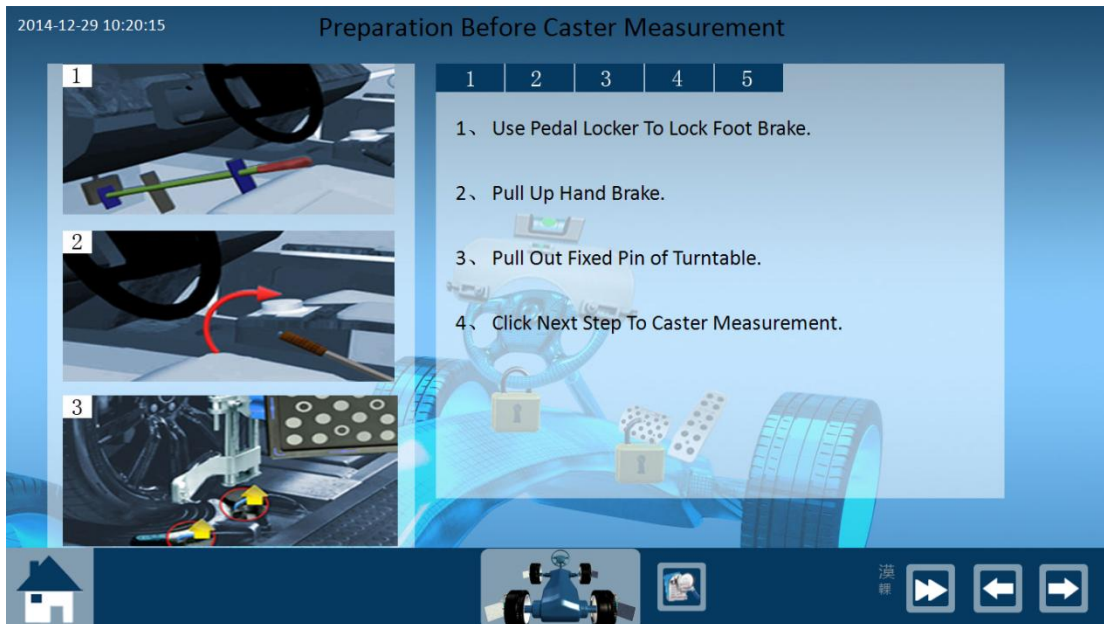 2014-12-29 10:20:15
Preparation Before Caster Measurement
1
2
3
1 2 3 4 5
1、 Use Pedal Locker To Lock Foot Brake.
2、 Pull Up Hand Brake.
3、 Pull Out Fixed Pin of Turntable.
4、 Click Next Step To Caster Measurement.